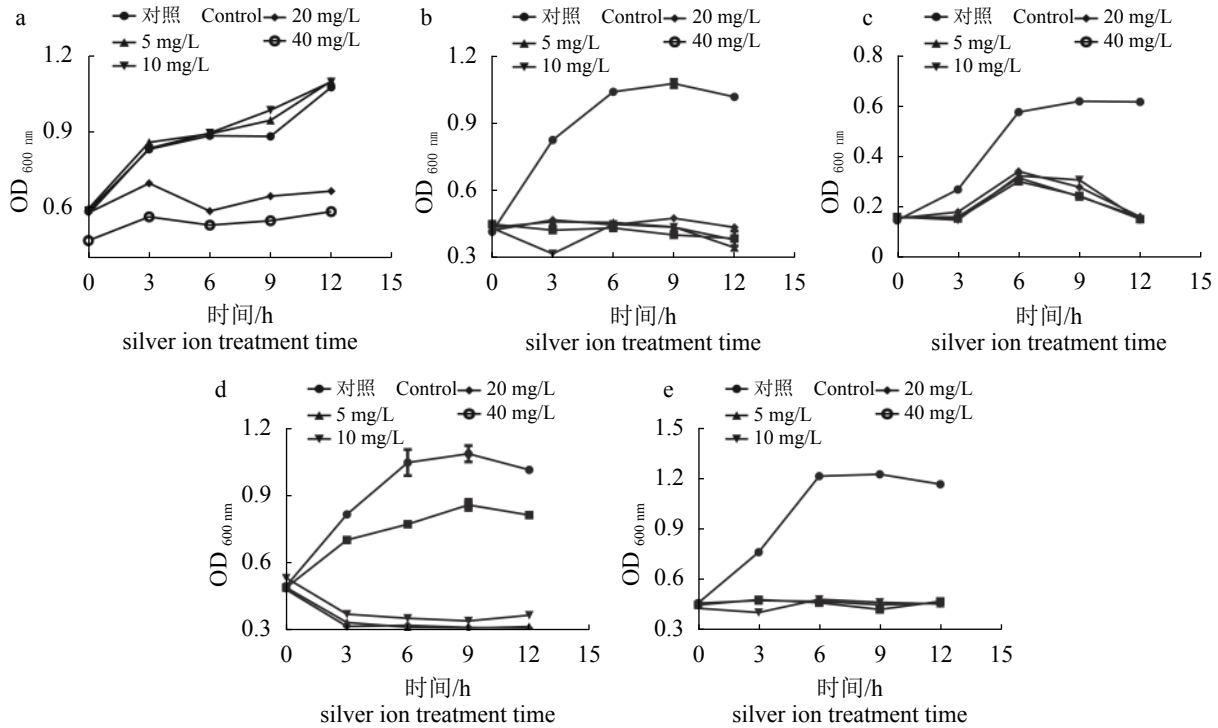 a
对照 Control 20 mg/L
5 mg/L 40 mg/L
10 mg/L
1.2
0.9
0.6
OD 600 nm
0 3 6 9 12 15
时间/h
silver ion treatment time
b
对照 Control 20 mg/L
5 mg/L 40 mg/L
10 mg/L
1.2
0.9
0.6
0.3
OD 600 nm
0 3 6 9 12 15
时间/h
silver ion treatment time
c
对照 Control 20 mg/L
5 mg/L 40 mg/L
10 mg/L
0.8
0.6
0.4
0.2
0
OD 600 nm
0 3 6 9 12 15
时间/h
silver ion treatment time
d
对照 Control 20 mg/L
5 mg/L 40 mg/L
10 mg/L
1.2
0.9
0.6
0.3
OD 600 nm
0 3 6 9 12 15
时间/h
silver ion treatment time
e
对照 Control 20 mg/L
5 mg/L 40 mg/L
10 mg/L
1.5
1.2
0.9
0.6
0.3
OD 600 nm
0 3 6 9 12 15
时间/h
silver ion treatment time